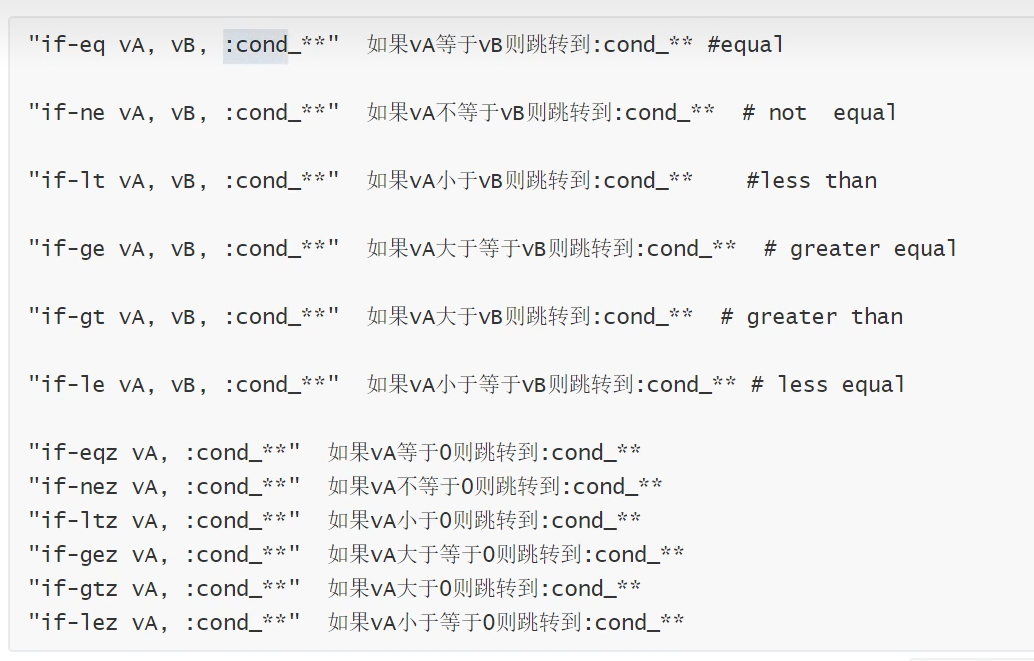 "if-eq vA, vB, :cond_**"  如果vA等于vB则跳转到:cond_** #equal
"if-ne vA, vB, :cond_**"  如果vA不等于vB则跳转到:cond_**  # not  equal
"if-lt vA, vB, :cond_**"  如果vA小于vB则跳转到:cond_**    #less than
"if-ge vA, vB, :cond_**"  如果vA大于等于vB则跳转到:cond_**  # greater equal
"if-gt vA, vB, :cond_**"  如果vA大于vB则跳转到:cond_**  # greater than
"if-le vA, vB, :cond_**"  如果vA小于等于vB则跳转到:cond_** # less equal
"if-eqz vA, :cond_**"  如果vA等于0则跳转到:cond_**
"if-nez vA, :cond_**"  如果vA不等于0则跳转到:cond_**
"if-ltz vA, :cond_**"  如果vA小于0则跳转到:cond_**
"if-gez vA, :cond_**"  如果vA大于等于0则跳转到:cond_**
"if-gtz vA, :cond_**"  如果vA大于0则跳转到:cond_**
"if-lez vA, :cond_**"  如果vA小于等于0则跳转到:cond_**